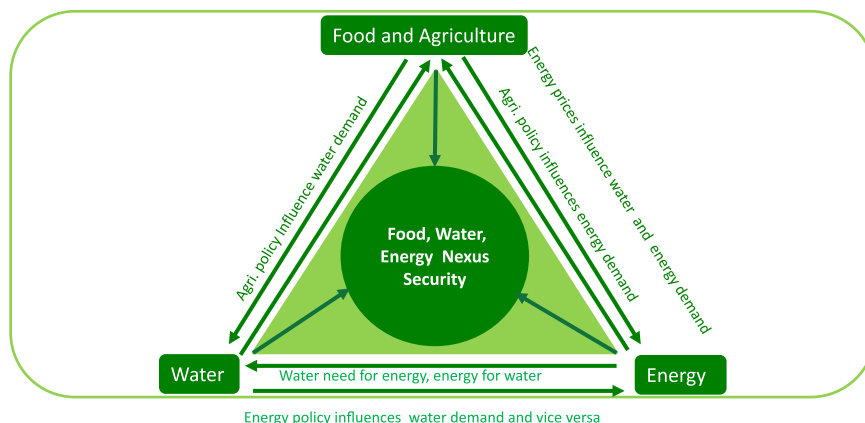 Food and Agriculture
Agri. policy Influence water demand
Agri. policy influences energy demand
Energy prices influence water and energy demand
Food, Water,
Energy Nexus
Security
Water
Water need for energy, energy for water
Energy
Energy policy influences water demand and vice versa